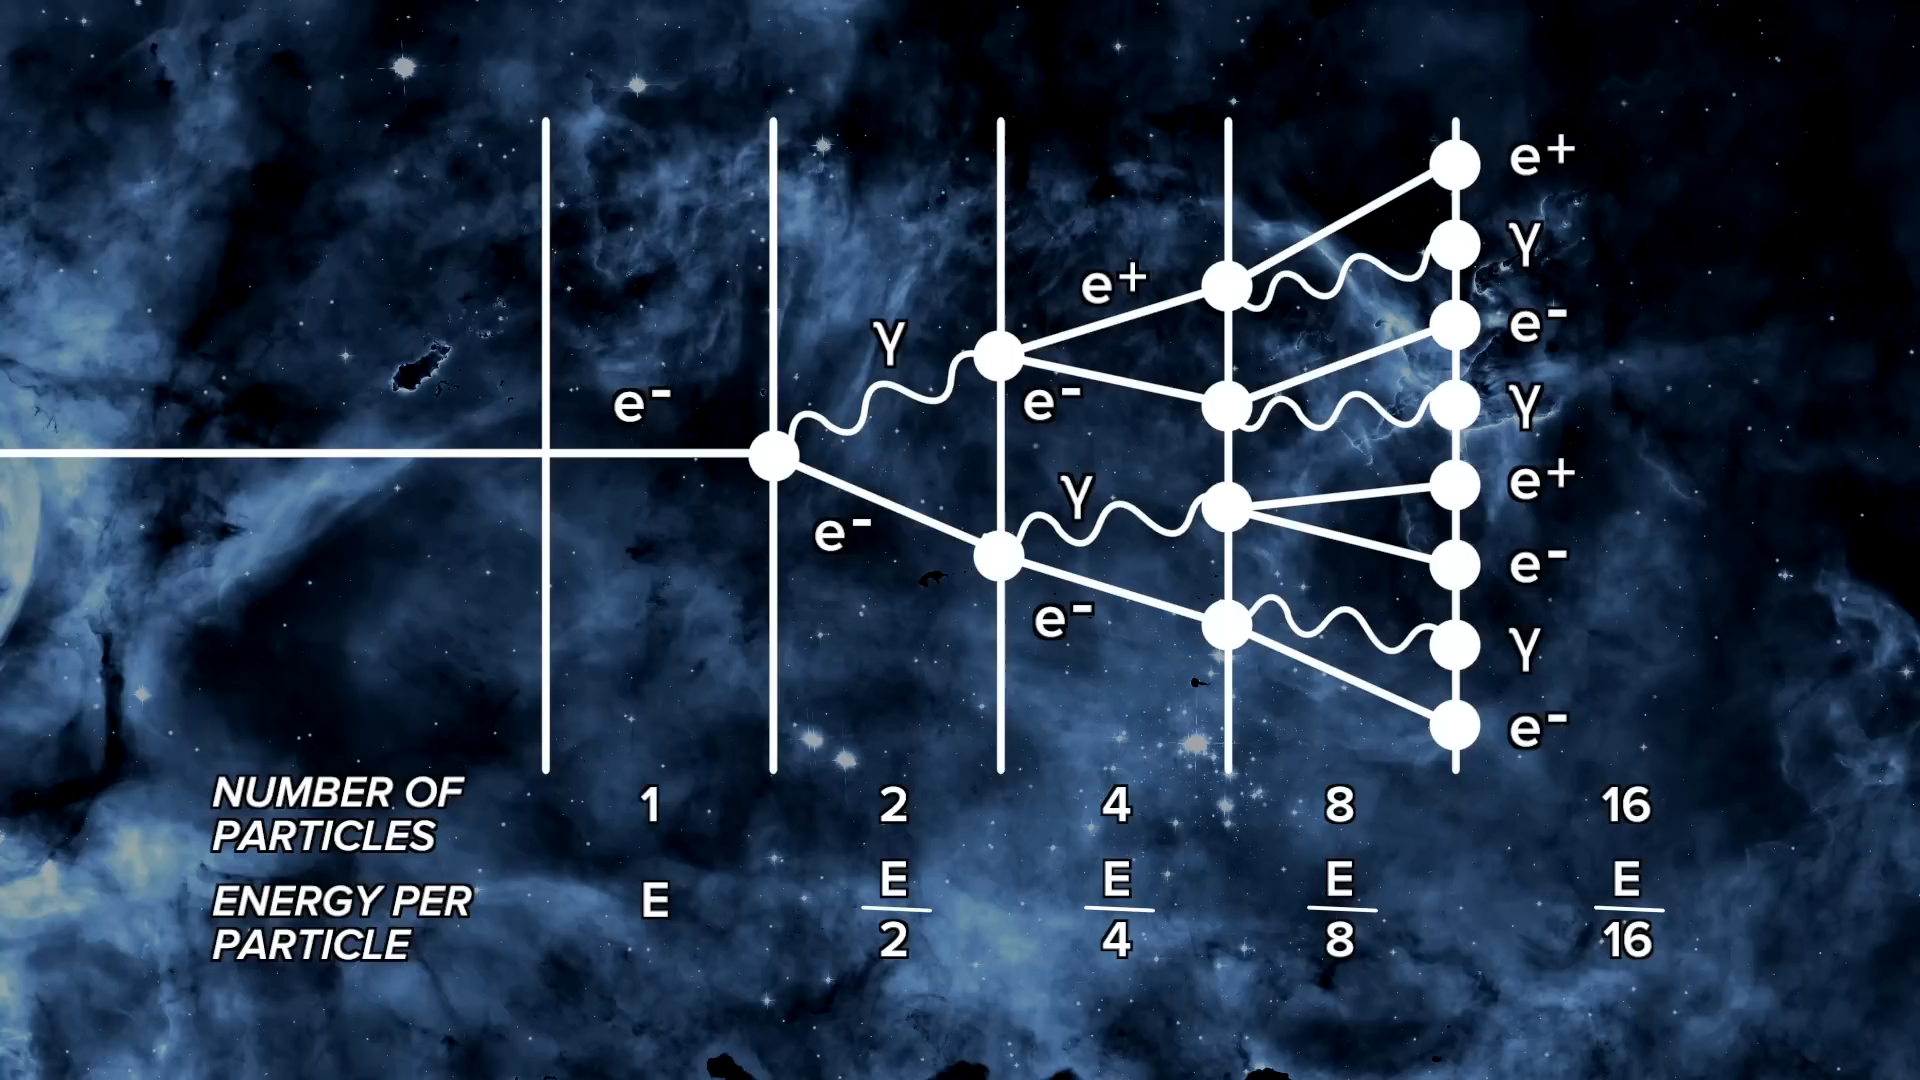 e+
γ
e+
e-
γ
γ
e-
e-
γ
e-
γ
e+
e-
e-
e-
γ
e-
NUMBER OF
PARTICLES
1 2 4 8 16
ENERGY PER
PARTICLE
E E/2 E/4 E/8 E/16